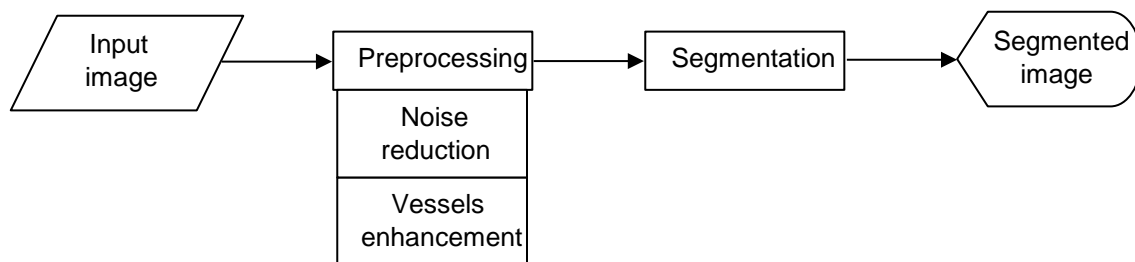 Input
image
Preprocessing
Noise
reduction
Vessels
enhancement
Segmentation
Segmented
image